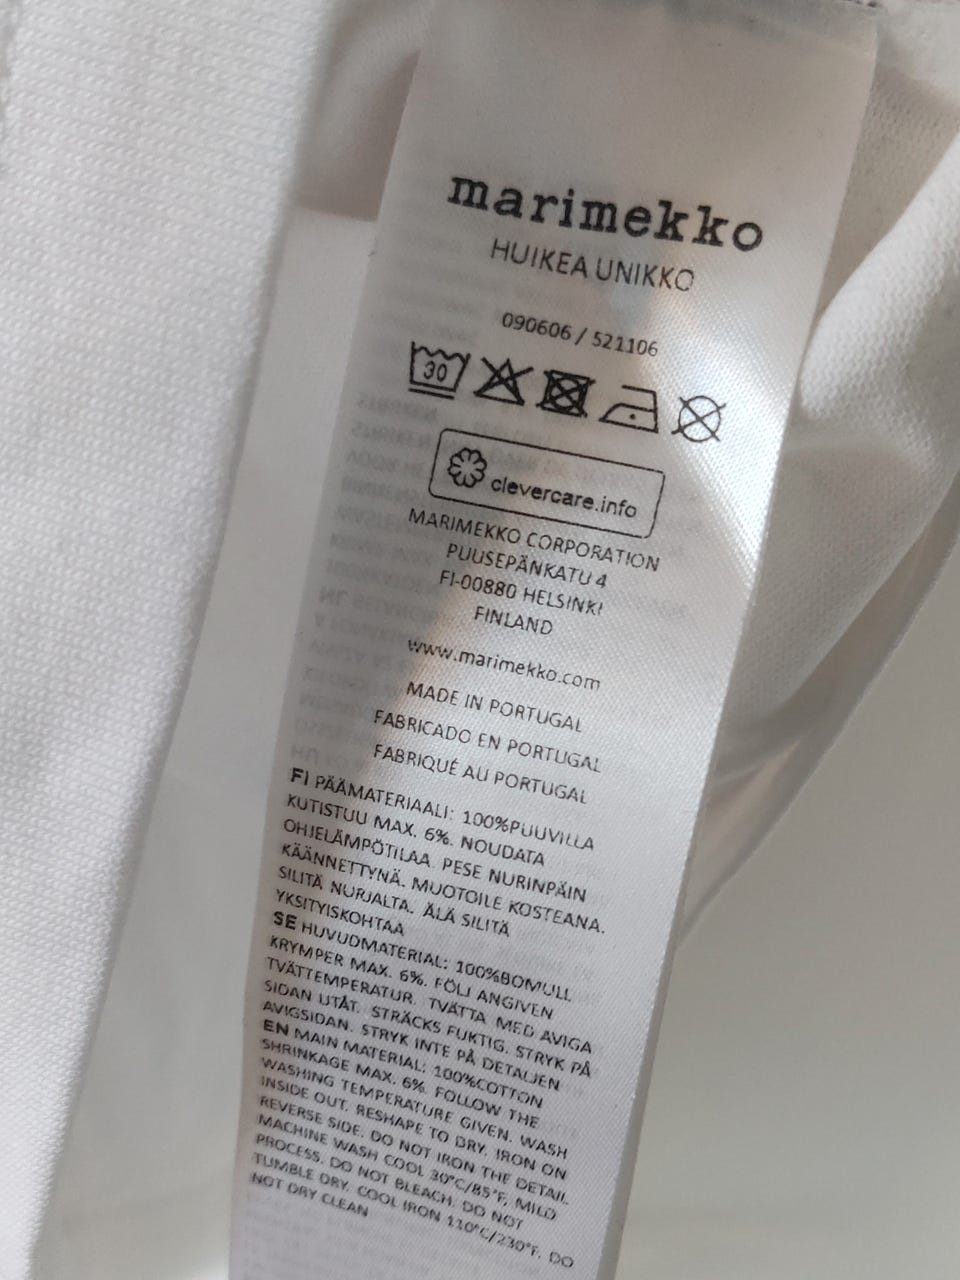 marimekko
HUIKEA UNIKKO
090606 / 521106
30
clevercare.info
MARIMEKKO CORPORATION
PUUSEPÄNKATU 4
FI-00880 HELSINKI
FINLAND
www.marimekko.com
MADE IN PORTUGAL
FABRICADO EN PORTUGAL
FABRIQUÉ AU PORTUGAL
FI PÄÄMATERIAALI: 100%PUUVILLA
KUTISTUU MAX. 6%. NOUDATA
OHJELÄMPÖTILAA. PESE NURINPÄIN
KÄÄNNETTYNÄ. MUOTOILE KOSTEANA.
SILITÄ NURJALTA. ÄLÄ SILITÄ
YKSITYISKOHTAA
SE HUVUDMATERIAL: 100%BOMULL
KRYMPER MAX. 6%. FÖLJ ANGIVEN
TVÄTTEMPERATUR. TVÄTTA MED AVIGA
SIDAN UTÅT. STRÄCKS FUKTIG. STRYK PÅ
AVIGSIDAN. STRYK INTE PÅ DETALJEN
EN MAIN MATERIAL: 100%COTTON
SHRINKAGE MAX. 6%. FOLLOW THE
WASHING TEMPERATURE GIVEN. WASH
INSIDE OUT. RESHAPE TO DRY. IRON ON
REVERSE SIDE. DO NOT IRON THE DETAIL.
MACHINE WASH COOL 30°C/85°F, MILD
PROCESS. DO NOT BLEACH. DO NOT
TUMBLE DRY. COOL IRON 110°C/230°F. DO
NOT DRY CLEAN